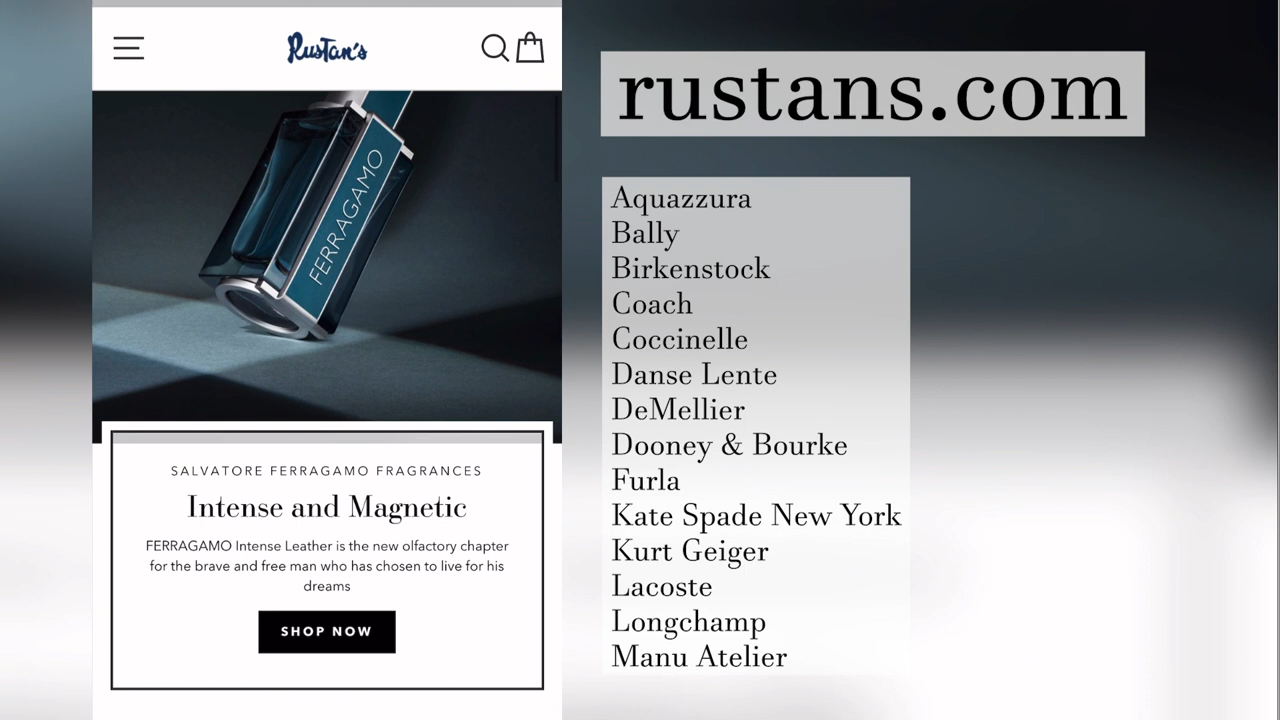 Rustan's
FERRAGAMO
SALVATORE FERRAGAMO FRAGRANCES
Intense and Magnetic
FERRAGAMO Intense Leather is the new olfactory chapter
for the brave and free man who has chosen to live for his
dreams
SHOP NOW
rustans.com
Aquazzura
Bally
Birkenstock
Coach
Coccinelle
Danse Lente
DeMellier
Dooney & Bourke
Furla
Kate Spade New York
Kurt Geiger
Lacoste
Longchamp
Manu Atelier